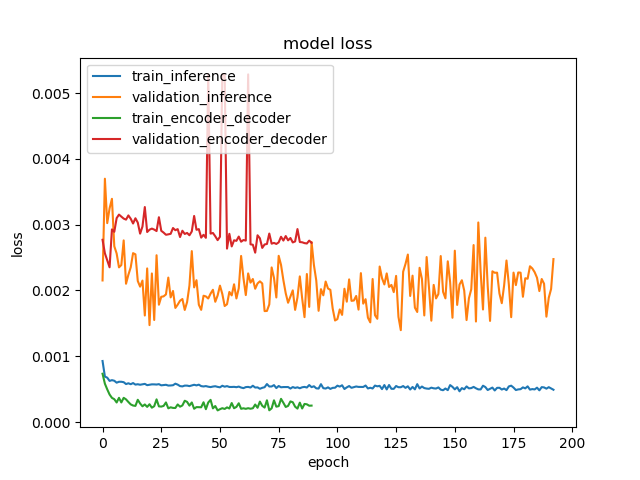 model loss
train_inference
validation_inference
train_encoder_decoder
validation_encoder_decoder
0.005
0.004
0.003
0.002
0.001
0.000
loss
0 25 50 75 100 125 150 175 200
epoch